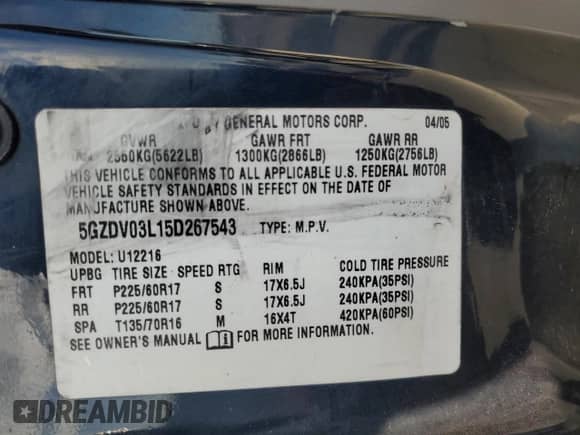 BY GENERAL MOTORS CORP. 04/05
GVWR GAWR FRT GAWR RR
2560KG(5622LB) 1300KG(2866LB) 1250KG(2756LB)
THIS VEHICLE CONFORMS TO ALL APPLICABLE U.S. FEDERAL MOTOR
VEHICLE SAFETY STANDARDS IN EFFECT ON THE DATE OF
MANUFACTURE SHOWN ABOVE.
5GZDV03L15D267543 TYPE: M.P.V.
MODEL: U12216
UPBG TIRE SIZE SPEED RTG RIM COLD TIRE PRESSURE
FRT P225/60R17 S 17X6.5J 240KPA(35PSI)
RR P225/60R17 S 17X6.5J 240KPA(35PSI)
SPA T135/70R16 M 16X4T 420KPA(60PSI)
SEE OWNER'S MANUAL FOR MORE INFORMATION.
DREAMBID